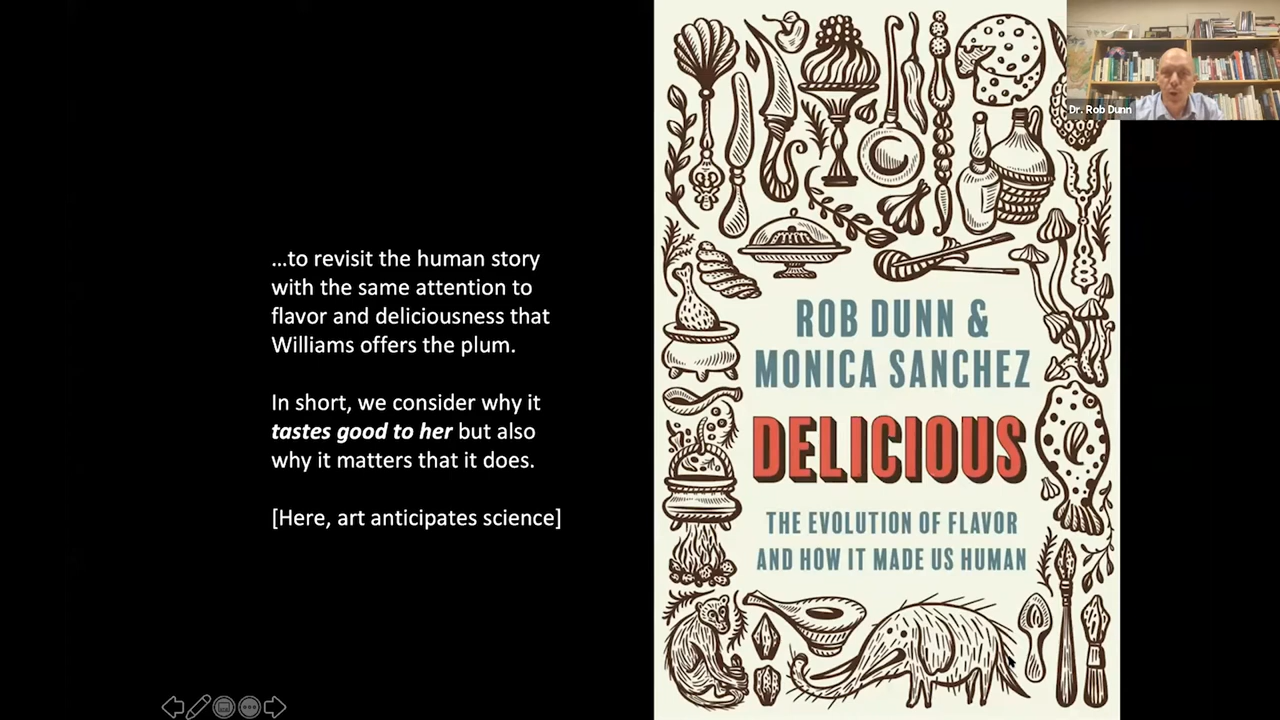 …to revisit the human story
with the same attention to
flavor and deliciousness that
Williams offers the plum.
In short, we consider why it
tastes good to her but also
why it matters that it does.
[Here, art anticipates science]
ROB DUNN &
MONICA SANCHEZ
DELICIOUS
THE EVOLUTION OF FLAVOR
AND HOW IT MADE US HUMAN
Dr. Rob Dunn